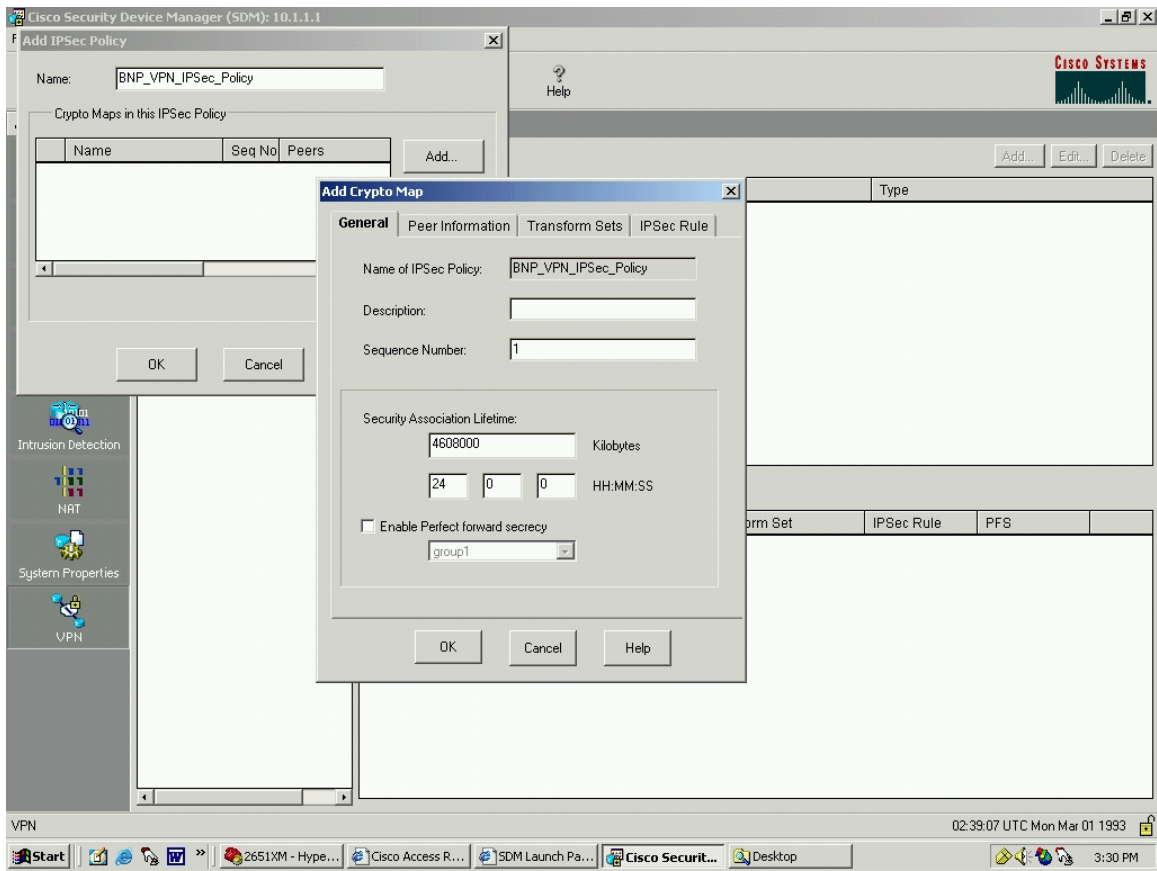 Cisco Security Device Manager (SDM): 10.1.1.1
Add IPSec Policy
Name: BNP_VPN_IPSec_Policy
Crypto Maps in this IPSec Policy
Name Seq No Peers
Add...
OK Cancel
Help
CISCO SYSTEMS
Add... Edit... Delete
Type
Add Crypto Map
General Peer Information Transform Sets IPSec Rule
Name of IPSec Policy: BNP_VPN_IPSec_Policy
Description:
Sequence Number: 1
Security Association Lifetime:
4608000 Kilobytes
24 0 0 HH:MM:SS
Enable Perfect forward secrecy
group1
OK Cancel Help
Intrusion Detection
NAT
System Properties
VPN
orm Set IPSec Rule PFS
VPN 02:39:07 UTC Mon Mar 01 1993
Start » 2651XM - Hype... Cisco Access R... SDM Launch Pa... Cisco Securit... Desktop 3:30 PM